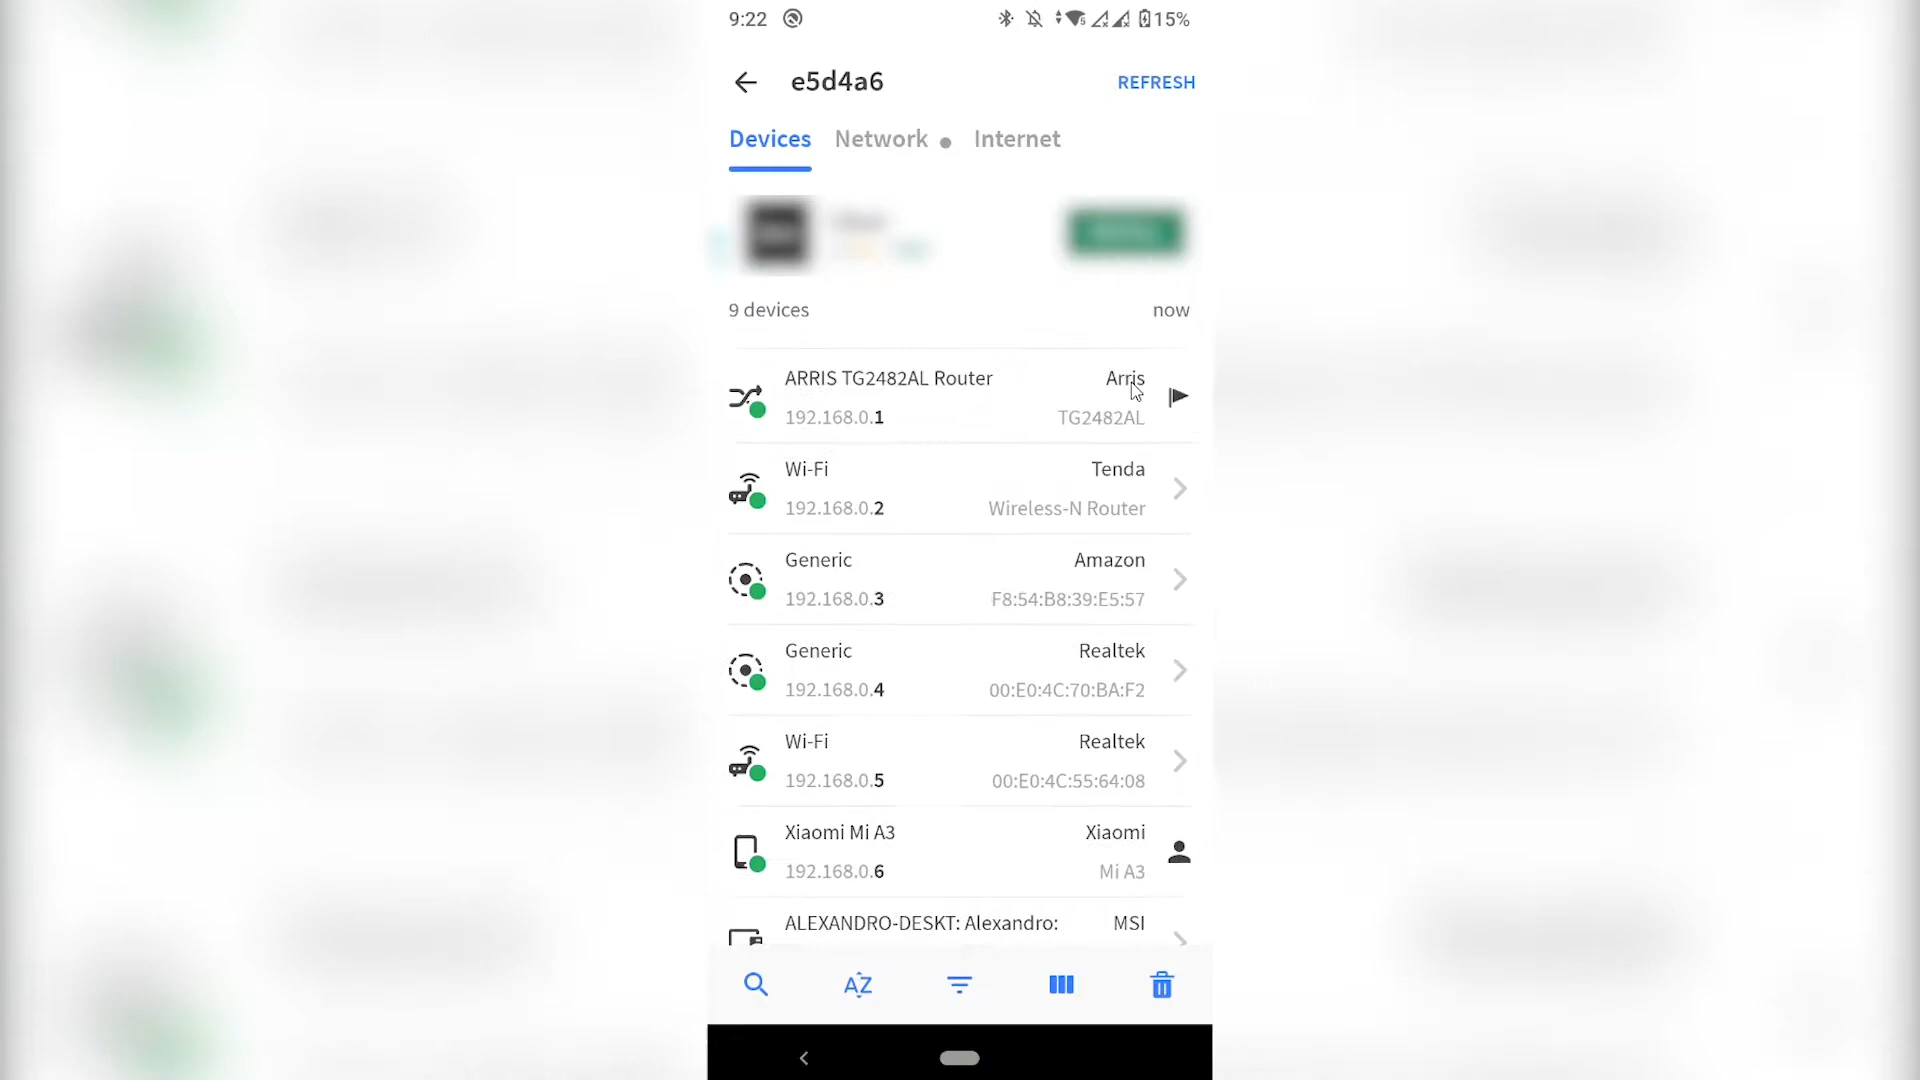 9:22 15%
e5d4a6 REFRESH
Devices Network Internet
9 devices now
ARRIS TG2482AL Router Arris
192.168.0.1 TG2482AL
Wi-Fi Tenda
192.168.0.2 Wireless-N Router
Generic Amazon
192.168.0.3 F8:54:B8:39:E5:57
Generic Realtek
192.168.0.4 00:E0:4C:70:BA:F2
Wi-Fi Realtek
192.168.0.5 00:E0:4C:55:64:08
Xiaomi Mi A3 Xiaomi
192.168.0.6 Mi A3
ALEXANDRO-DESKT: Alexandro: MSI
AZ